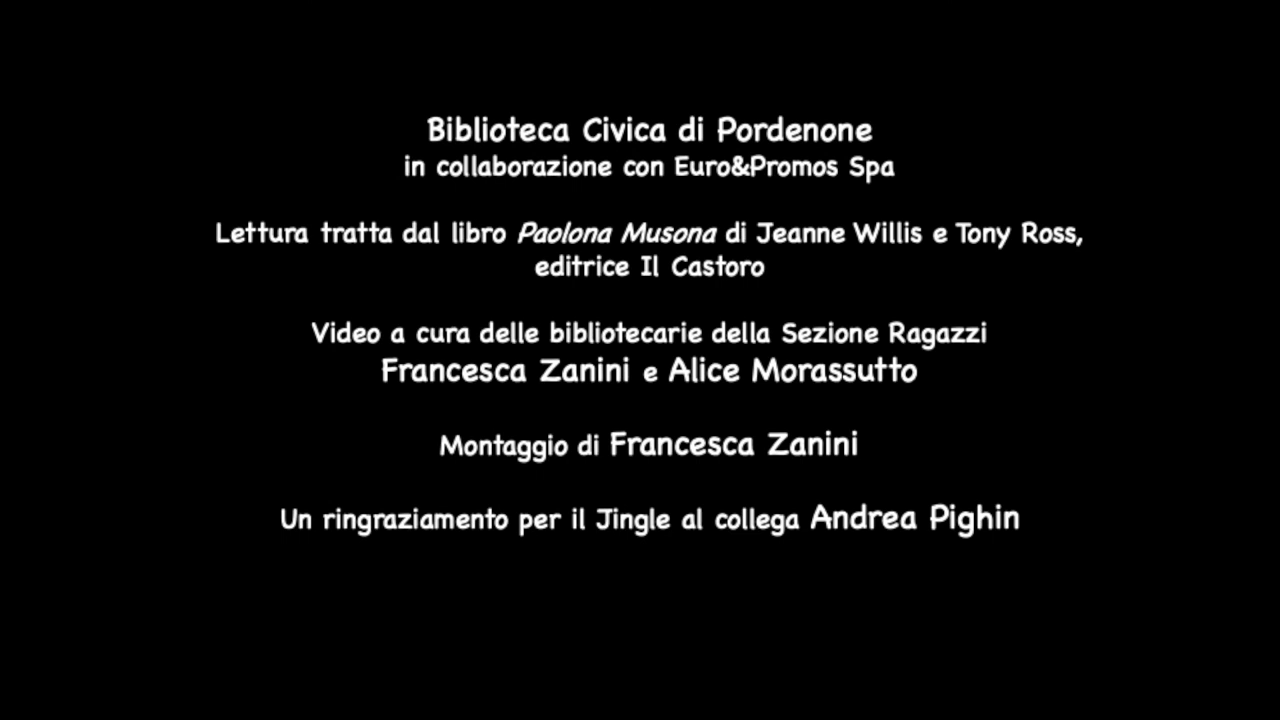 Biblioteca Civica di Pordenone
in collaborazione con Euro&Promos Spa
Lettura tratta dal libro Paolona Musona di Jeanne Willis e Tony Ross,
editrice Il Castoro
Video a cura delle bibliotecarie della Sezione Ragazzi
Francesca Zanini e Alice Morassutto
Montaggio di Francesca Zanini
Un ringraziamento per il Jingle al collega Andrea Pighin